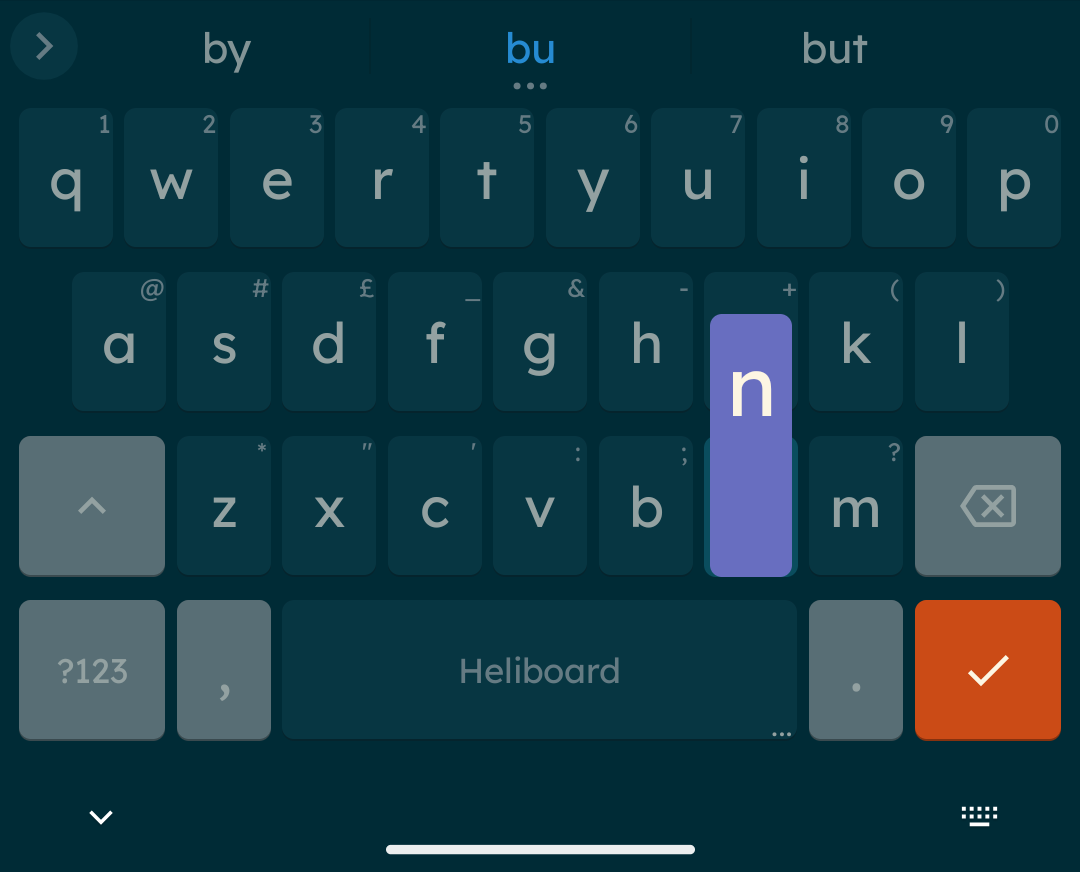 by bu but
1 2 3 4 5 6 7 8 9 0
q w e r t y u i o p
@ # £ _ & - + ( )
a s d f g h k l
n
* " ' : ; ?
z x c v b m
?123 , Heliboard .